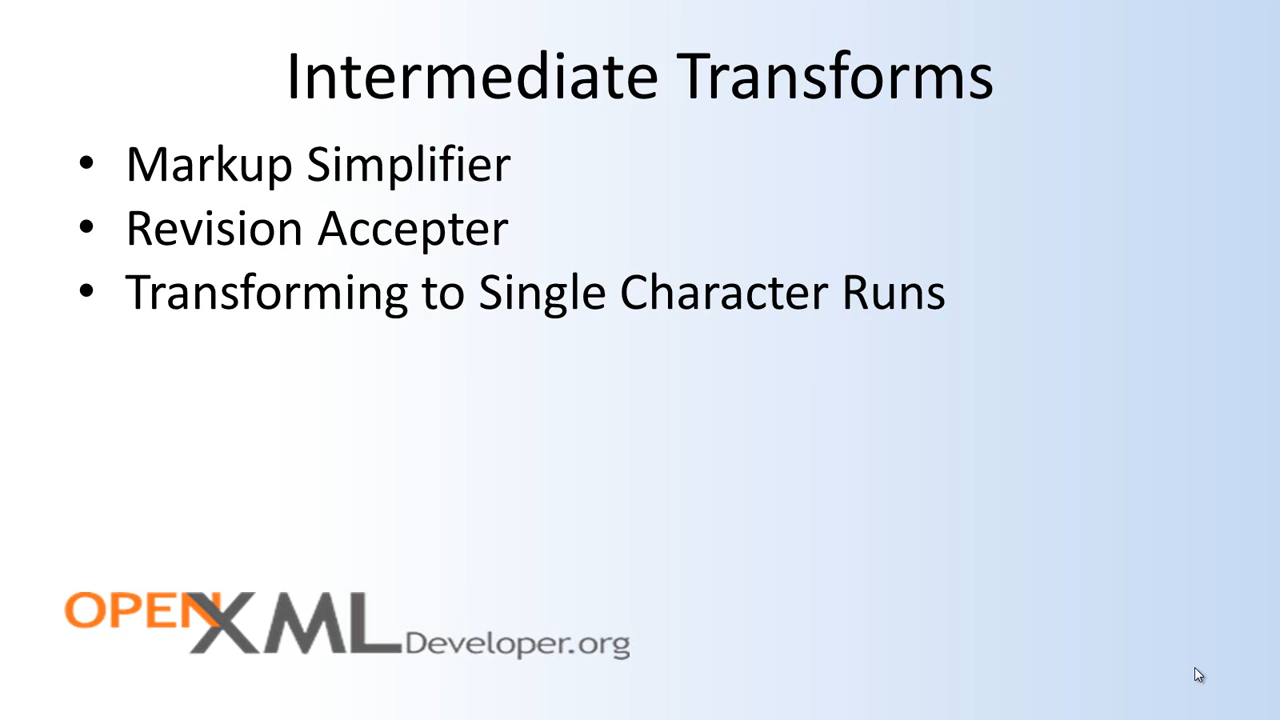 Intermediate Transforms
• Markup Simplifier
• Revision Accepter
• Transforming to Single Character Runs
OPENXML Developer.org